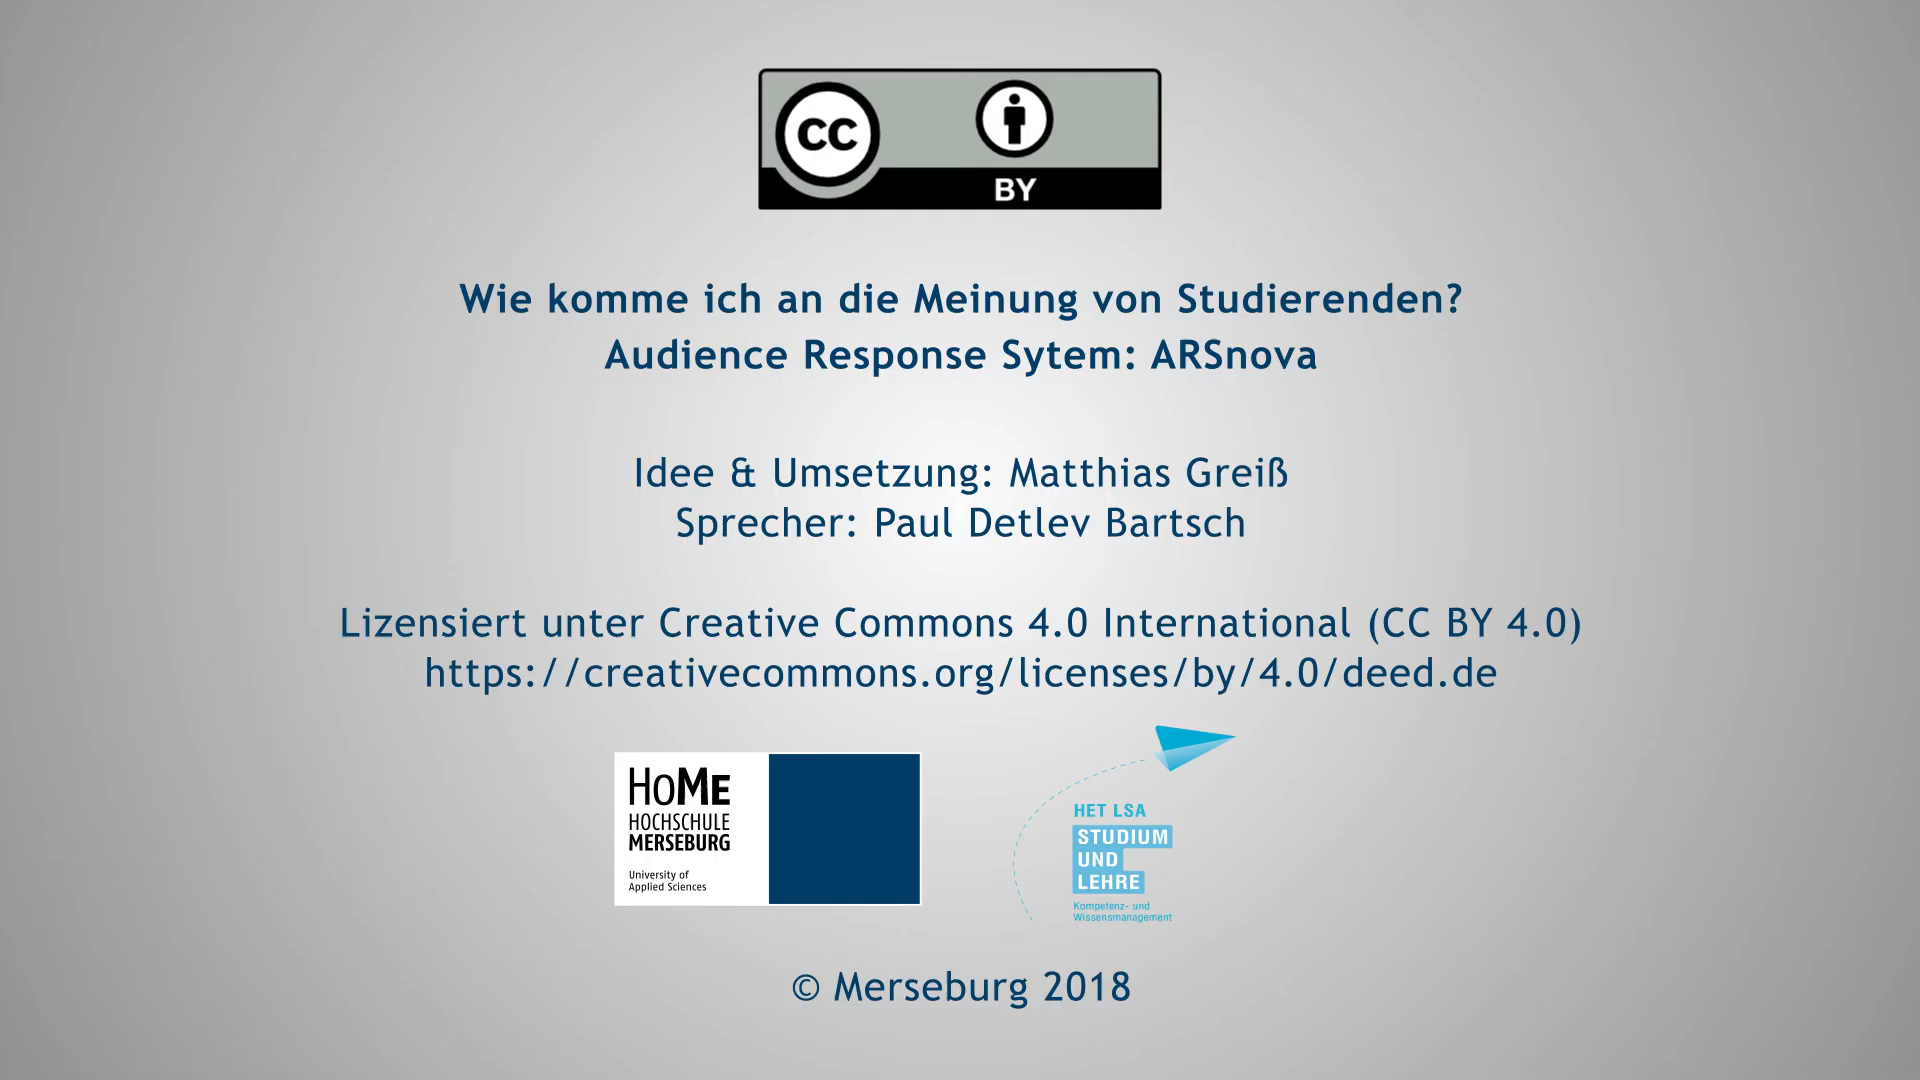 CC
BY
Wie komme ich an die Meinung von Studierenden?
Audience Response Sytem: ARSnova
Idee & Umsetzung: Matthias Greiß
Sprecher: Paul Detlev Bartsch
Lizensiert unter Creative Commons 4.0 International (CC BY 4.0)
https://creativecommons.org/licenses/by/4.0/deed.de
HoMe
HOCHSCHULE
MERSEBURG
University of
Applied Sciences
HET LSA
STUDIUM
UND
LEHRE
Kompetenz- und
Wissensmanagement
© Merseburg 2018